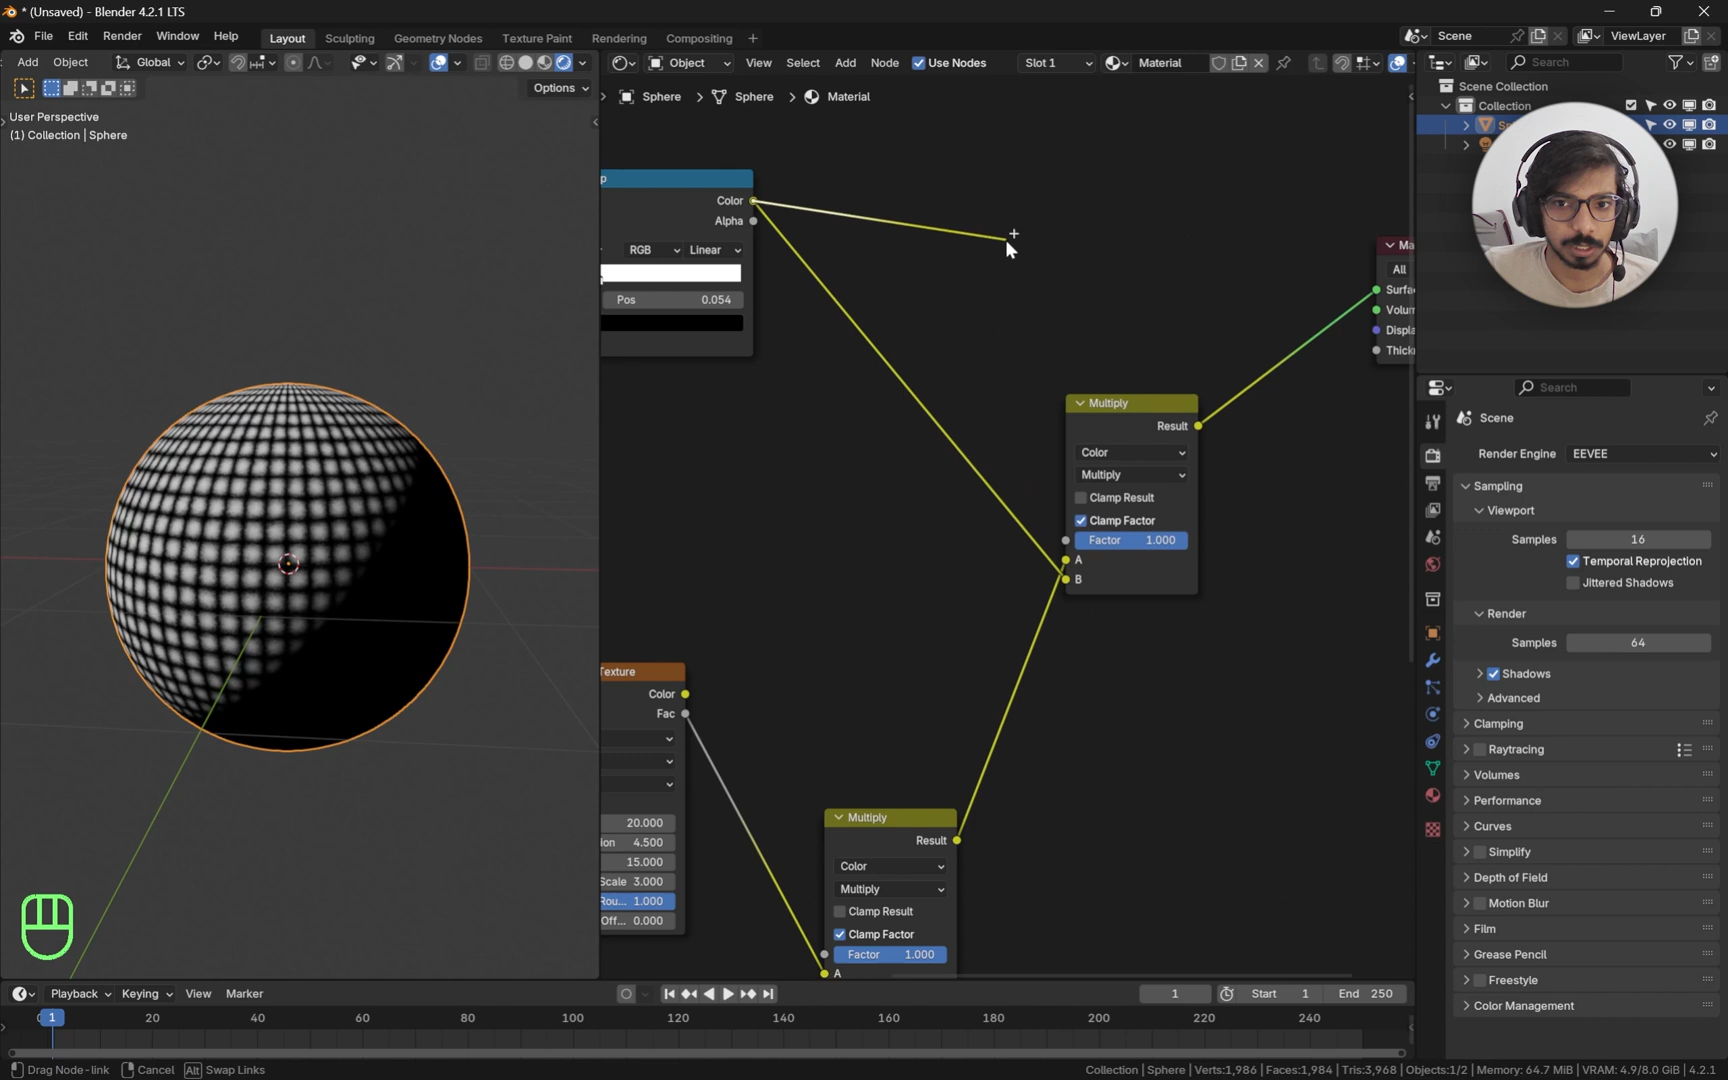 * (Unsaved) - Blender 4.2.1 LTS
File Edit Render Window Help Layout Sculpting Geometry Nodes Texture Paint Rendering Compositing + Scene ViewLayer
Add Object Global Object View Select Add Node Use Nodes Slot 1 Material Search
Options Sphere > Sphere > Material
User Perspective
(1) Collection | Sphere
Scene Collection
Collection
p
Color
Alpha
RGB Linear
Pos 0.054
All
Multiply
Result
Color
Multiply
Clamp Result
Clamp Factor
Factor 1.000
A
B
Texture
Color
Fac
20.000
ion 4.500
15.000
Scale 3.000
Rou... 1.000
Off... 0.000
Multiply
Result
Color
Multiply
Clamp Result
Clamp Factor
Factor 1.000
A
Search
Scene
Render Engine EEVEE
Sampling
Viewport
Samples 16
Temporal Reprojection
Jittered Shadows
Render
Samples 64
Shadows
Advanced
Clamping
Raytracing
Volumes
Performance
Curves
Simplify
Depth of Field
Motion Blur
Film
Grease Pencil
Freestyle
Color Management
Playback Keying View Marker 1 Start 1 End 250
1 20 40 60 80 100 120 140 160 180 200 220 240
Drag Node-link Cancel Alt Swap Links Collection | Sphere | Verts:1,986 | Faces:1,984 | Tris:3,968 | Objects:1/2 | Memory: 64.7 MiB | VRAM: 4.9/8.0 GiB | 4.2.1